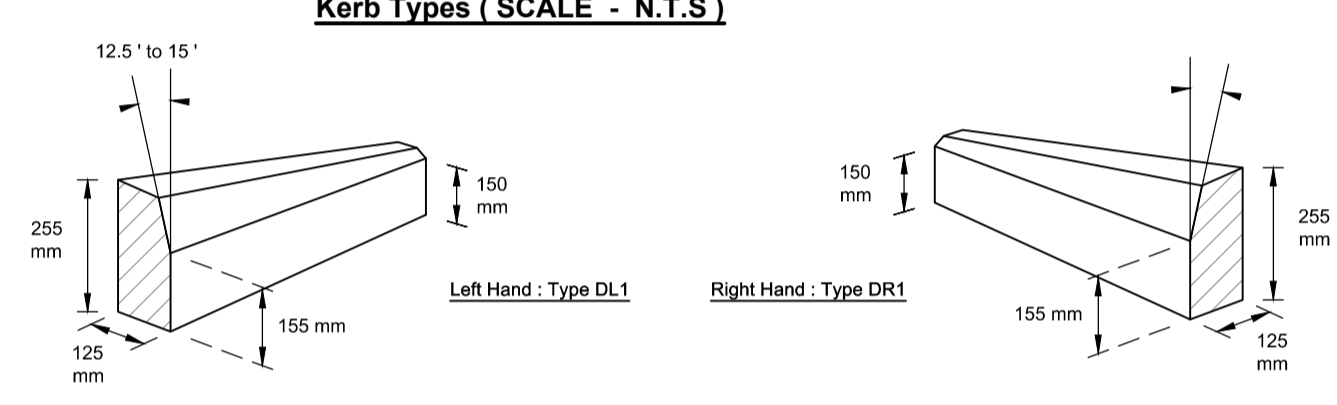 Kerb Types ( SCALE - N.T.S )
12.5 ' to 15 '
255
mm
150
mm
125
mm
155 mm
Left Hand : Type DL1
Right Hand : Type DR1
150
mm
155 mm
255
mm
125
mm